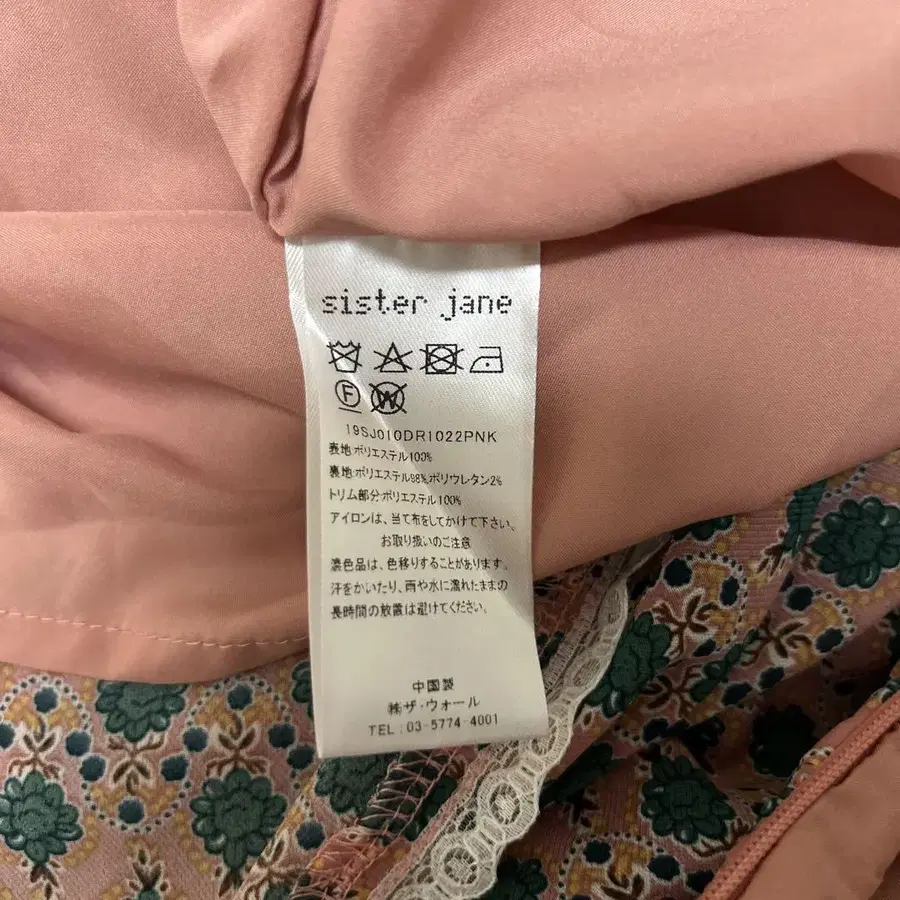 sister jane
F
W
19SJ010DR1022PNK
表地:ポリエステル100%
裏地:ポリエステル98%,ポリウレタン2%
トリム部分:ポリエステル100%
アイロンは、当て布をしてかけて下さい。
お取り扱いのご注意
濃色品は、色移りすることがあります。
汗をかいたり、雨や水に濡れたままの
長時間の放置は避けてください。
中国製
㈱ザ・ウォール
TEL:03-5774-4001